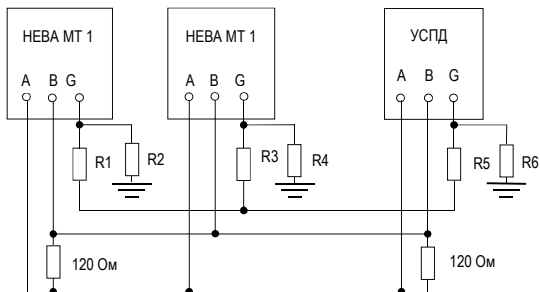 НЕВА МТ 1
НЕВА МТ 1
УСПД
A B G
A B G
A B G
R1
R2
R3
R4
R5
R6
120 Ом
120 Ом